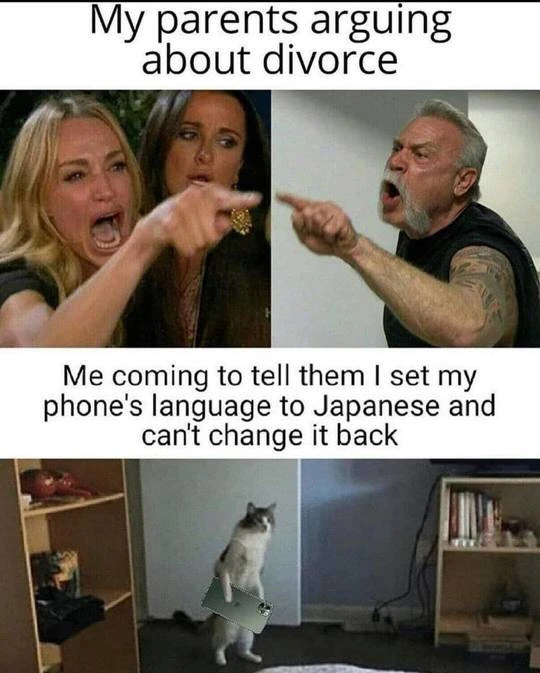 My parents arguing
about divorce
Me coming to tell them I set my
phone's language to Japanese and
can't change it back